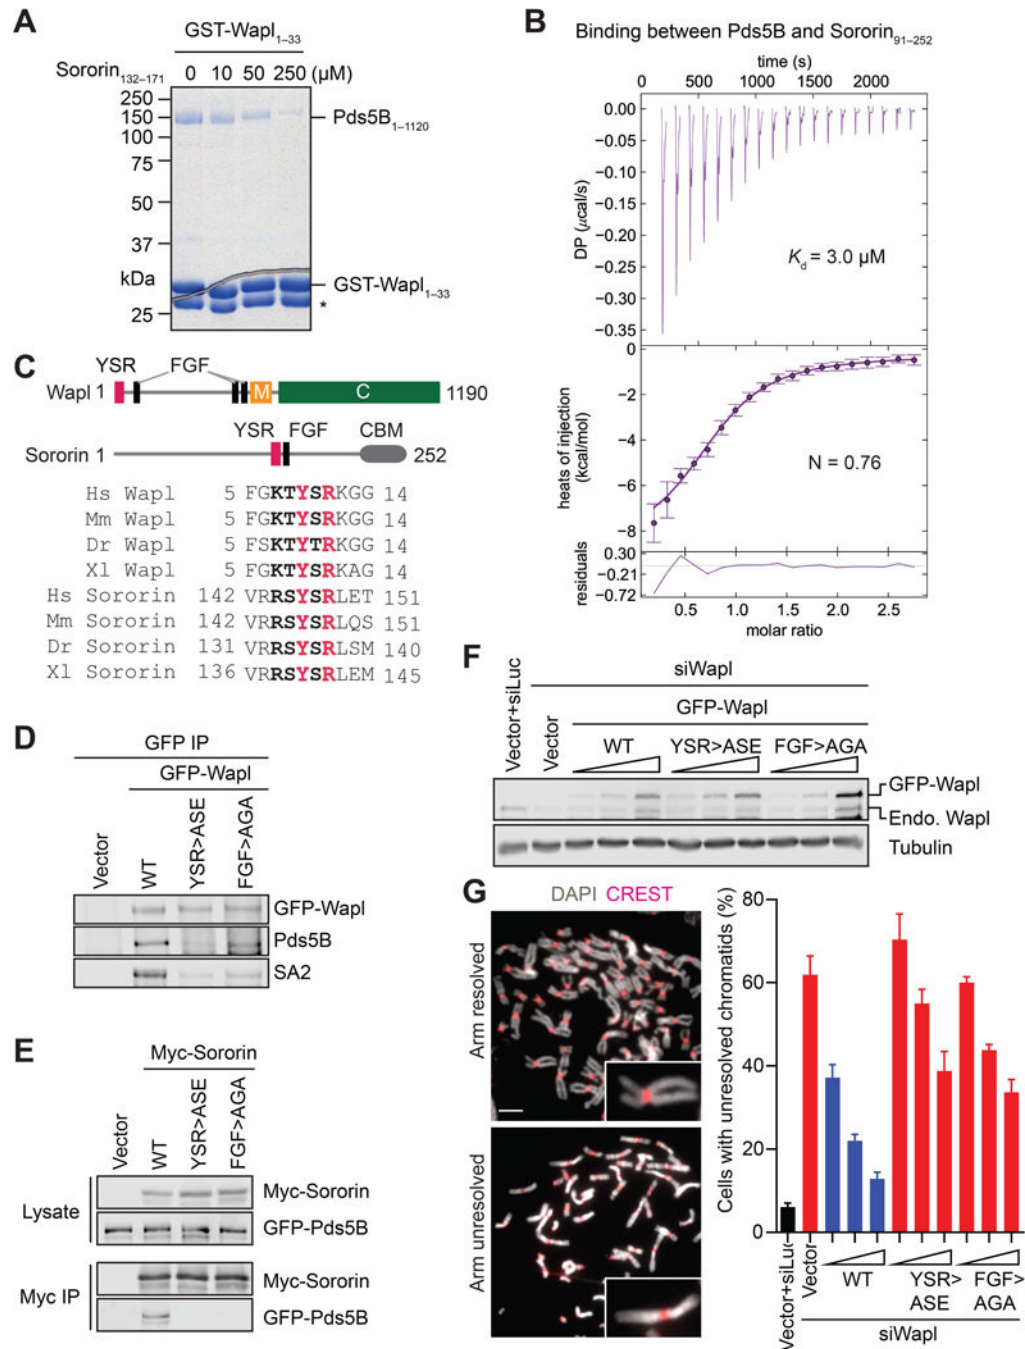 A
GST-Wapl1–33
Sororin132–171 0 10 50 250 (μM)
250
150
100
75
50
37
kDa
25
Pds5B1–1120
GST-Wapl1–33
*
B
Binding between Pds5B and Sororin91–252
time (s)
0 500 1000 1500 2000
0.00
−0.05
−0.10
−0.15
−0.20
−0.25
−0.30
−0.35
DP (μcal/s)
Kd = 3.0 μM
0
−2
−4
−6
−8
heats of injection
(kcal/mol)
N = 0.76
0.30
−0.21
−0.72
residuals
0.5 1.0 1.5 2.0 2.5
molar ratio
C
YSR FGF
Wapl 1 M C 1190
YSR FGF CBM
Sororin 1 252
Hs Wapl 5 FGKTYSRKGG 14
Mm Wapl 5 FGKTYSRKGG 14
Dr Wapl 5 FSKTYTRKGG 14
Xl Wapl 5 FGKTYSRKAG 14
Hs Sororin 142 VRRSYSRLET 151
Mm Sororin 142 VRRSYSRLQS 151
Dr Sororin 131 VRRSYSRLSM 140
Xl Sororin 136 VRRSYSRLEM 145
D
GFP IP
GFP-Wapl
Vector
WT
YSR>ASE
FGF>AGA
GFP-Wapl
Pds5B
SA2
E
Myc-Sororin
Vector
WT
YSR>ASE
FGF>AGA
Lysate
Myc-Sororin
GFP-Pds5B
Myc IP
Myc-Sororin
GFP-Pds5B
F
siWapl
GFP-Wapl
Vector+siLuc
Vector
WT YSR>ASE FGF>AGA
GFP-Wapl
Endo. Wapl
Tubulin
G
DAPI CREST
Arm resolved
Arm unresolved
Cells with unresolved chromatids (%)
80
60
40
20
0
Vector+siLuc
Vector
WT
YSR>
ASE
FGF>
AGA
siWapl